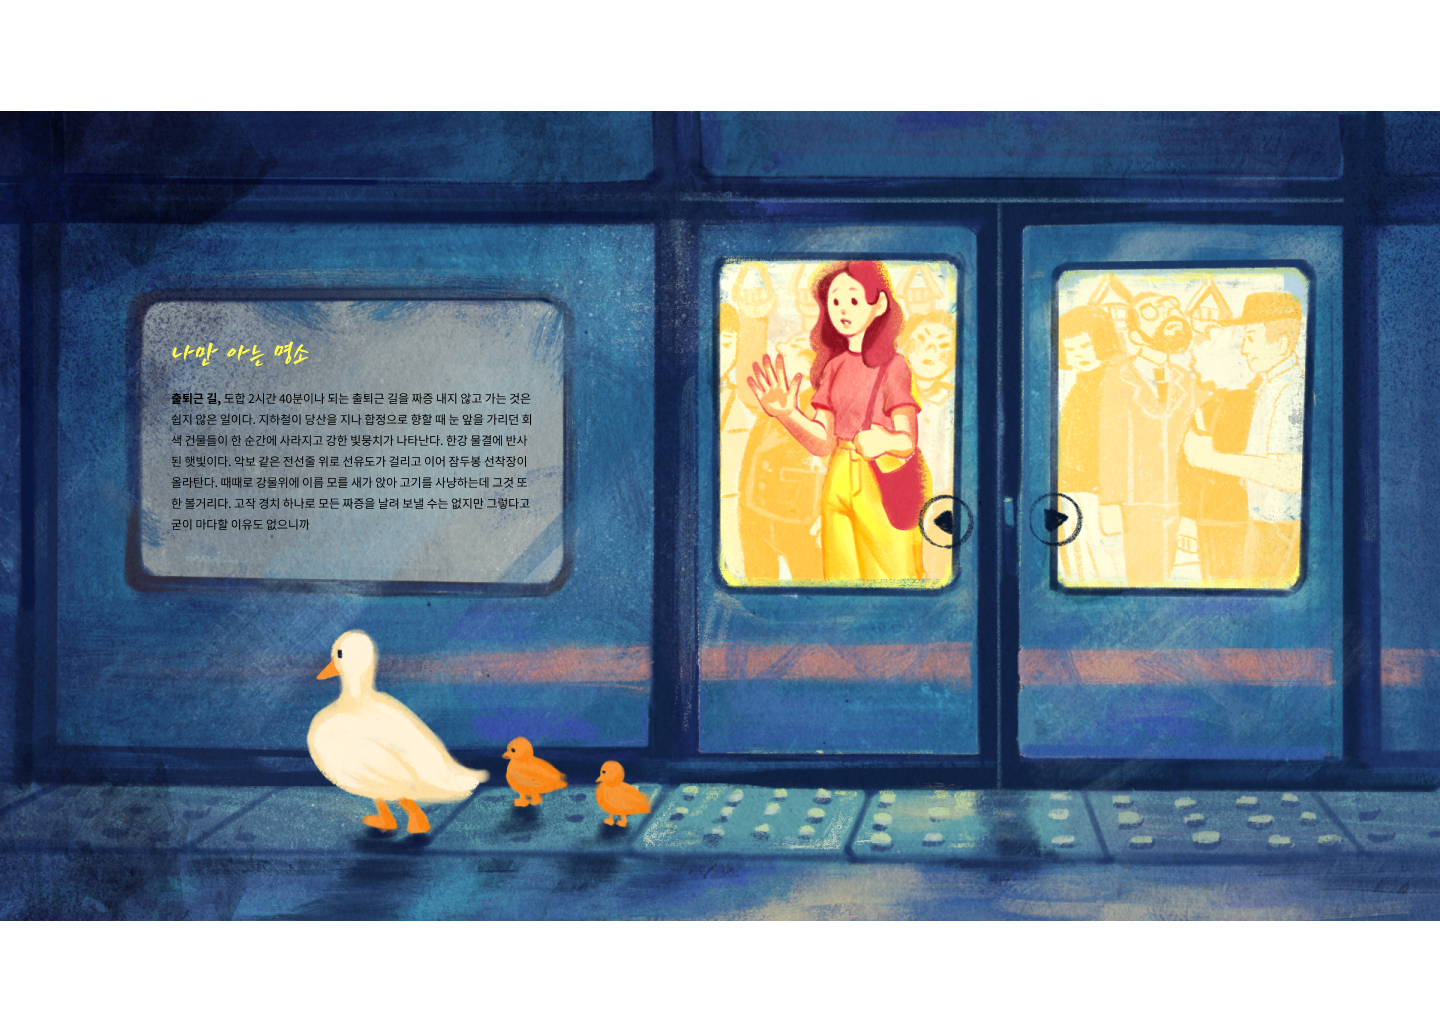 나만 아는 명소
출퇴근 길, 도합 2시간 40분이나 되는 출퇴근 길을 짜증 내지 않고 가는 것은
쉽지 않은 일이다. 지하철이 당산을 지나 합정으로 향할 때 눈 앞을 가리던 회
색 건물들이 한 순간에 사라지고 강한 빛뭉치가 나타난다. 한강 물결에 반사
된 햇빛이다. 악보 같은 전선줄 위로 선유도가 걸리고 이어 잠두봉 선착장이
올라탄다. 때때로 강물위에 이름 모를 새가 앉아 고기를 사냥하는데 그것 또
한 볼거리다. 고작 경치 하나로 모든 짜증을 날려 보낼 수는 없지만 그렇다고
굳이 마다할 이유도 없으니까